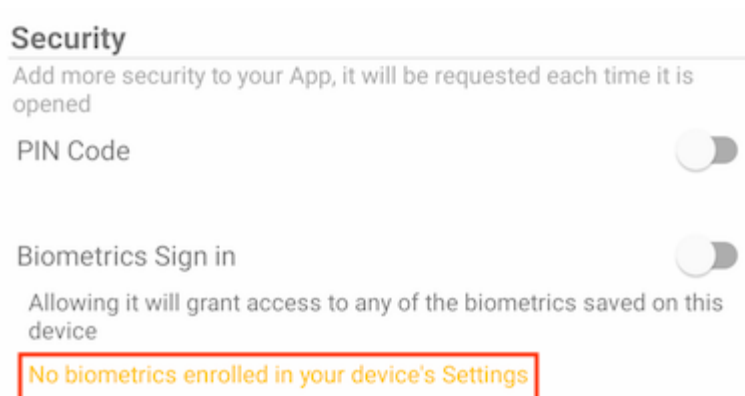 Security
Add more security to your App, it will be requested each time it is
opened
PIN Code
Biometrics Sign in
Allowing it will grant access to any of the biometrics saved on this
device
No biometrics enrolled in your device's Settings